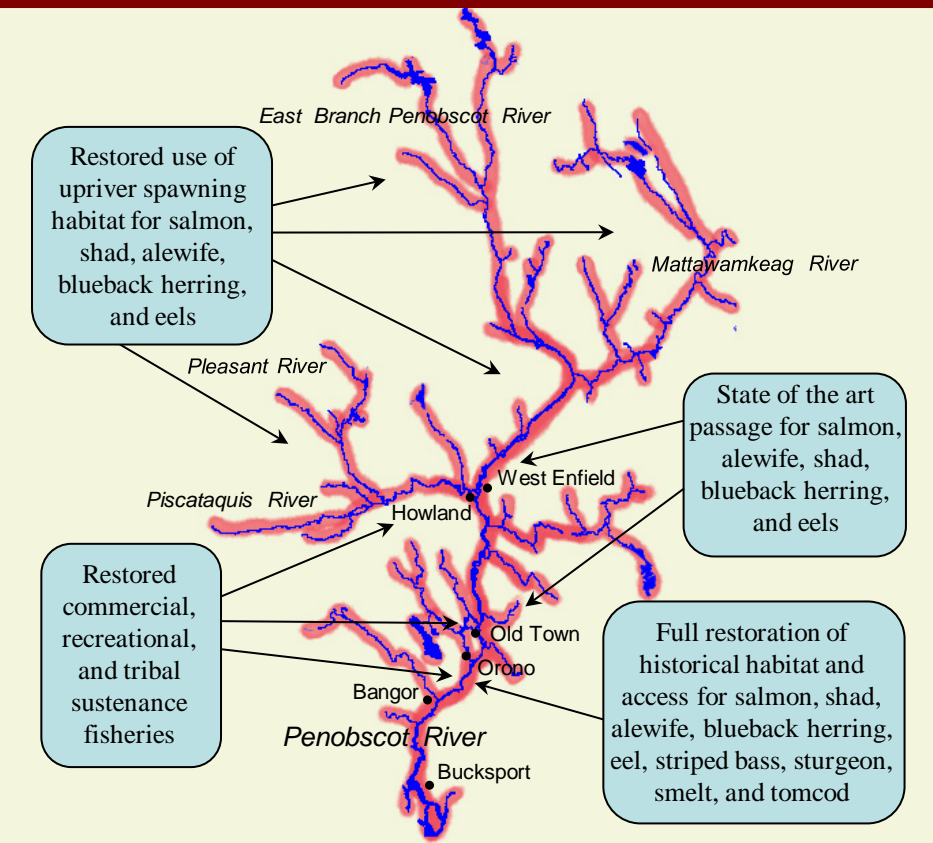 East Branch Penobscot River
Restored use of
upriver spawning
habitat for salmon,
shad, alewife,
blueback herring,
and eels
Mattawamkeag River
Pleasant River
State of the art
passage for salmon,
alewife, shad,
blueback herring,
and eels
West Enfield
Piscataquis River
Howland
Restored
commercial,
recreational,
and tribal
sustenance
fisheries
Old Town
Orono
Bangor
Full restoration of
historical habitat and
access for salmon, shad,
alewife, blueback herring,
eel, striped bass, sturgeon,
smelt, and tomcod
Penobscot River
Bucksport